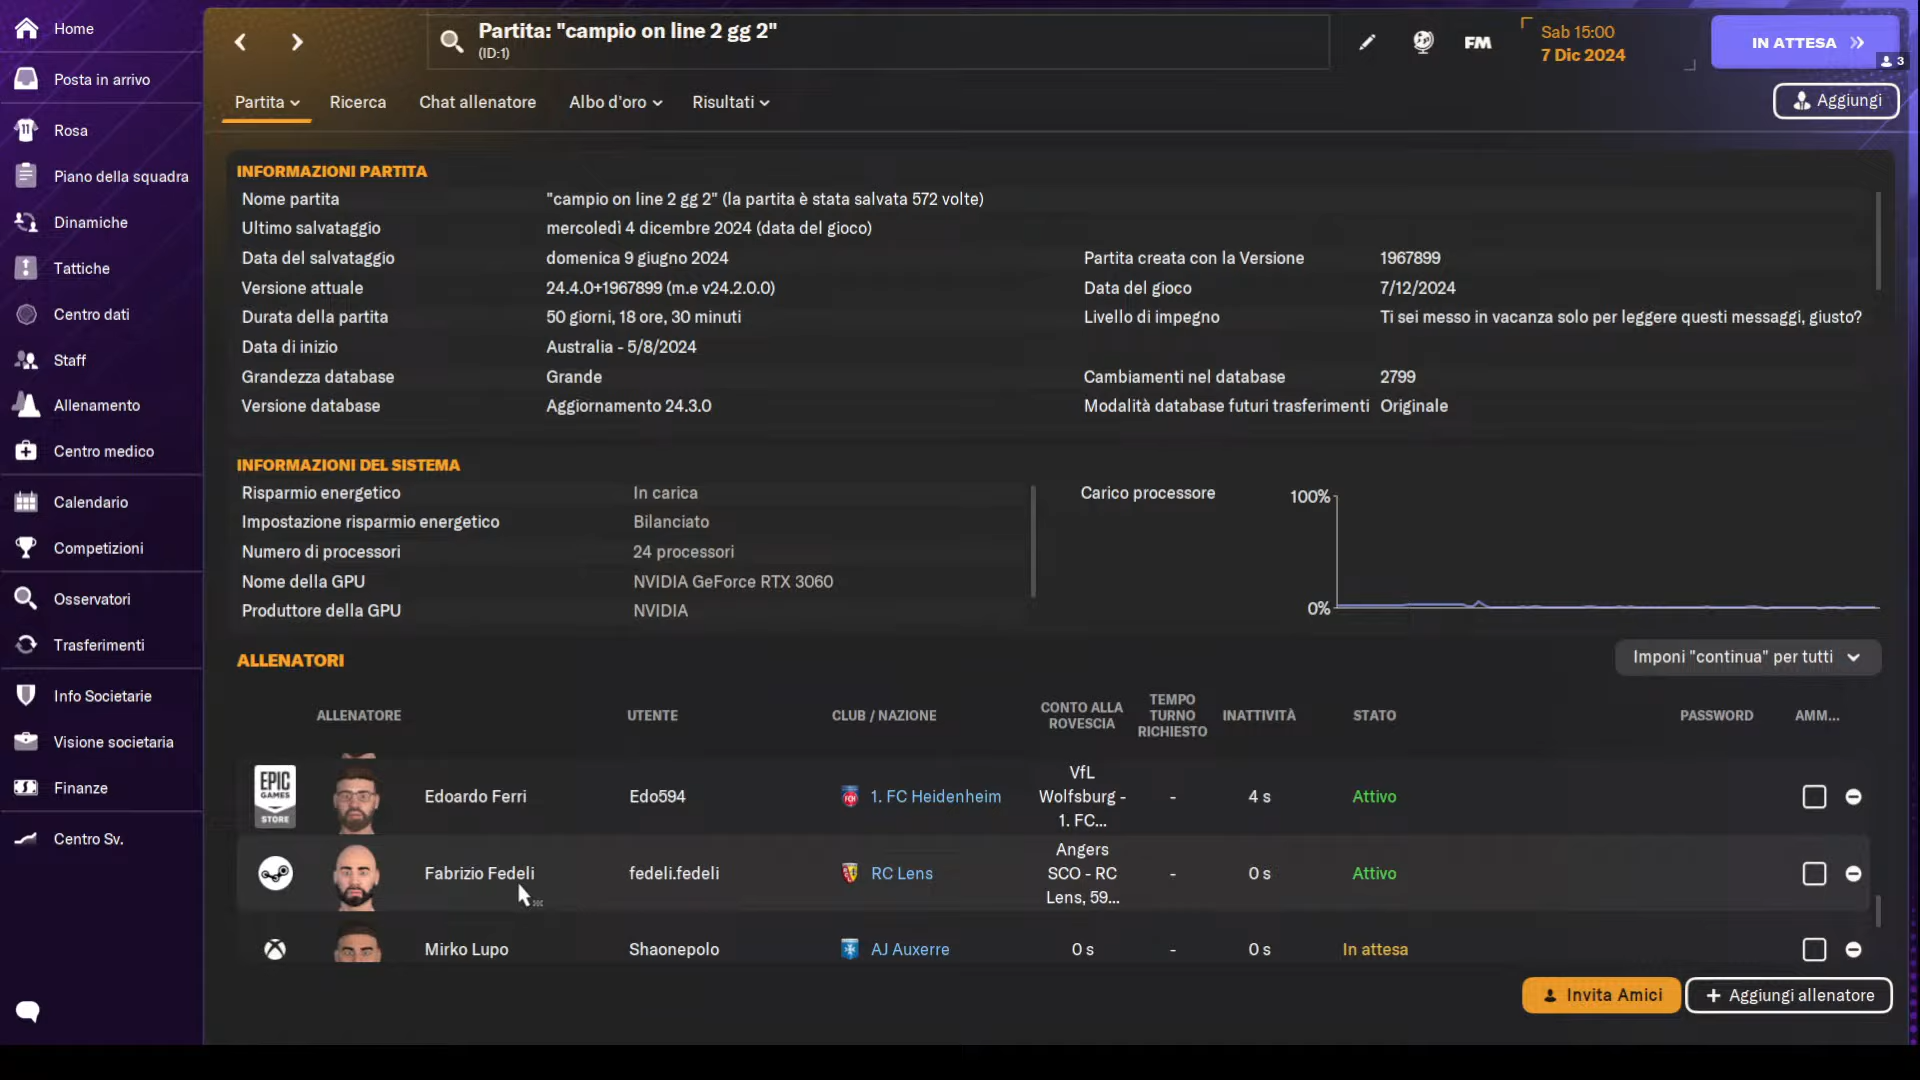 Home
Posta in arrivo
Rosa
Piano della squadra
Dinamiche
Tattiche
Centro dati
Staff
Allenamento
Centro medico
Calendario
Competizioni
Osservatori
Trasferimenti
Info Societarie
Visione societaria
Finanze
Centro Sv.
Partita: "campio on line 2 gg 2"
(ID:1)
FM
Sab 15:00
7 Dic 2024
IN ATTESA
3
Partita
Ricerca
Chat allenatore
Albo d'oro
Risultati
Aggiungi
INFORMAZIONI PARTITA
Nome partita "campio on line 2 gg 2" (la partita è stata salvata 572 volte)
Ultimo salvataggio mercoledì 4 dicembre 2024 (data del gioco)
Data del salvataggio domenica 9 giugno 2024 Partita creata con la Versione 1967899
Versione attuale 24.4.0+1967899 (m.e v24.2.0.0) Data del gioco 7/12/2024
Durata della partita 50 giorni, 18 ore, 30 minuti Livello di impegno Ti sei messo in vacanza solo per leggere questi messaggi, giusto?
Data di inizio Australia - 5/8/2024
Grandezza database Grande Cambiamenti nel database 2799
Versione database Aggiornamento 24.3.0 Modalità database futuri trasferimenti Originale
INFORMAZIONI DEL SISTEMA
Risparmio energetico In carica
Impostazione risparmio energetico Bilanciato
Numero di processori 24 processori
Nome della GPU NVIDIA GeForce RTX 3060
Produttore della GPU NVIDIA
Carico processore
100%
0%
ALLENATORI
Imponi "continua" per tutti
ALLENATORE UTENTE CLUB / NAZIONE CONTO ALLA ROVESCIA TEMPO TURNO RICHIESTO INATTIVITÀ STATO PASSWORD AMM...
EPIC
GAMES
STORE
Edoardo Ferri Edo594 1. FC Heidenheim VfL Wolfsburg - 1. FC... - 4 s Attivo
Fabrizio Fedeli fedeli.fedeli RC Lens Angers SCO - RC Lens, 59... - 0 s Attivo
Mirko Lupo Shaonepolo AJ Auxerre 0 s - 0 s In attesa
Invita Amici
+ Aggiungi allenatore